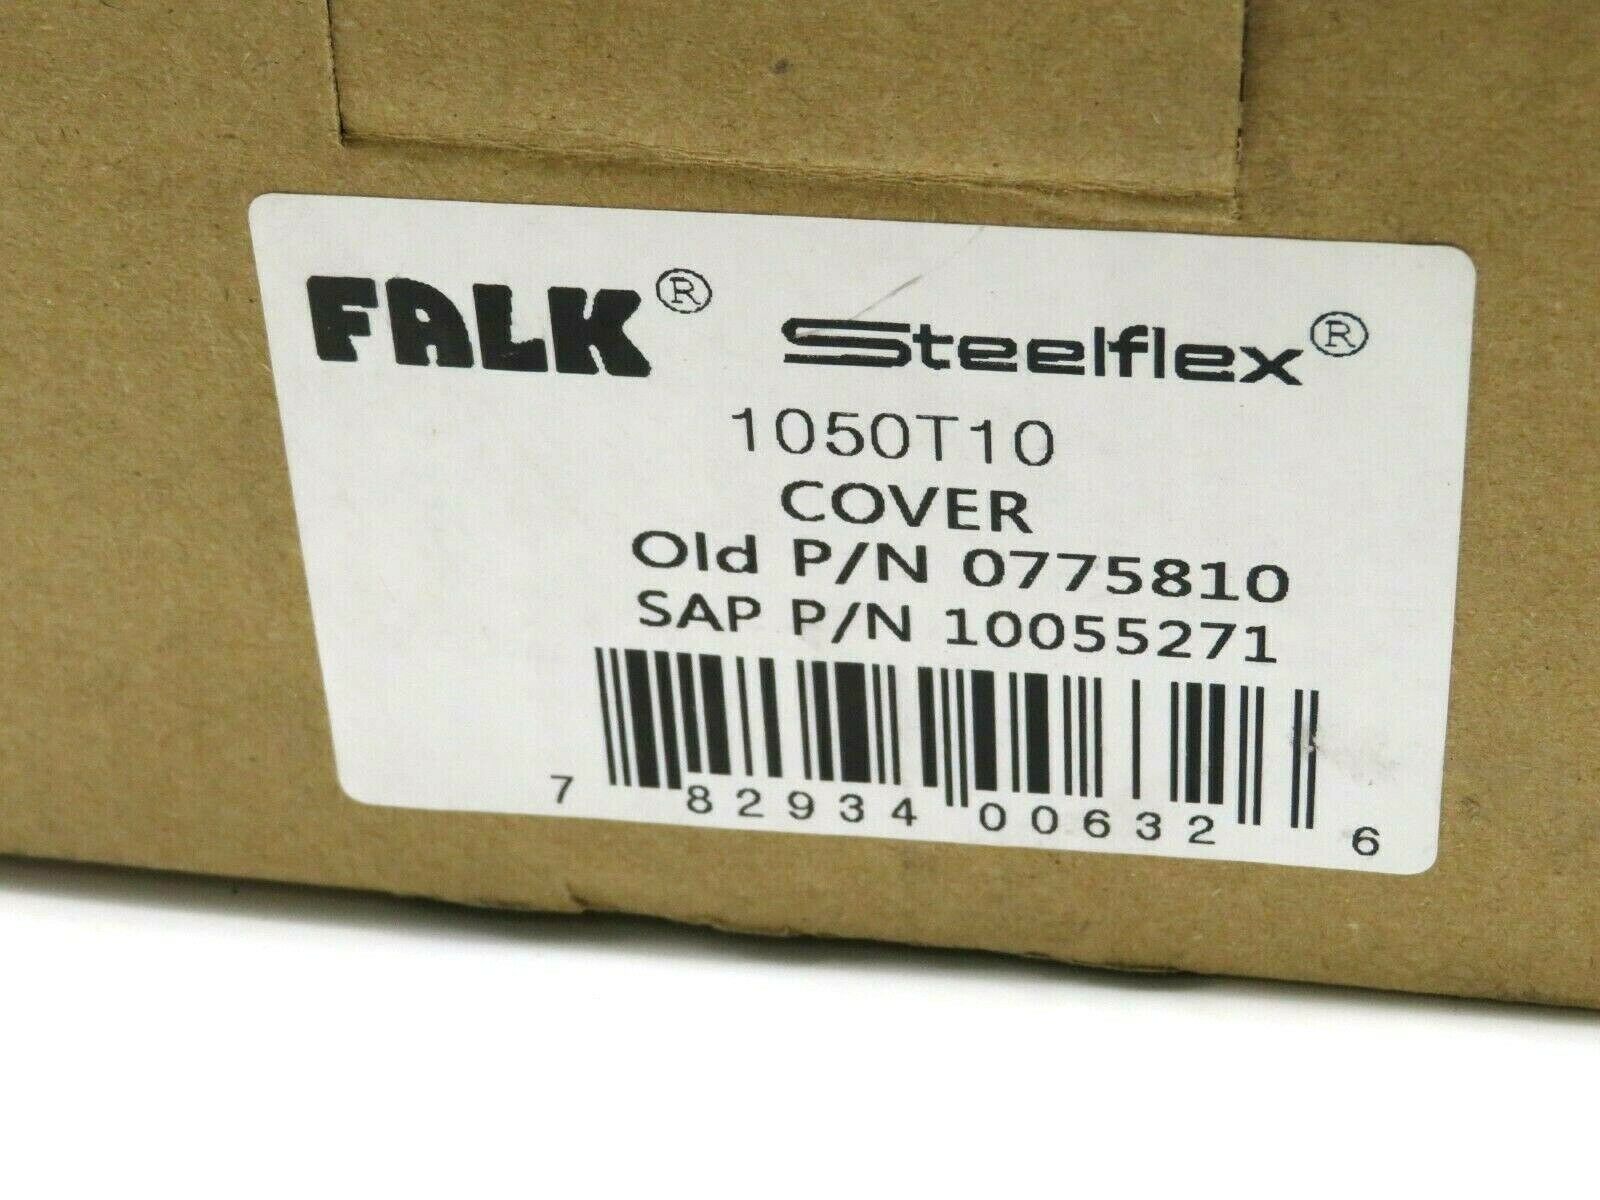 FALK® Steelflex®
1050T10
COVER
Old P/N 0775810
SAP P/N 10055271
7 82934 00632 6